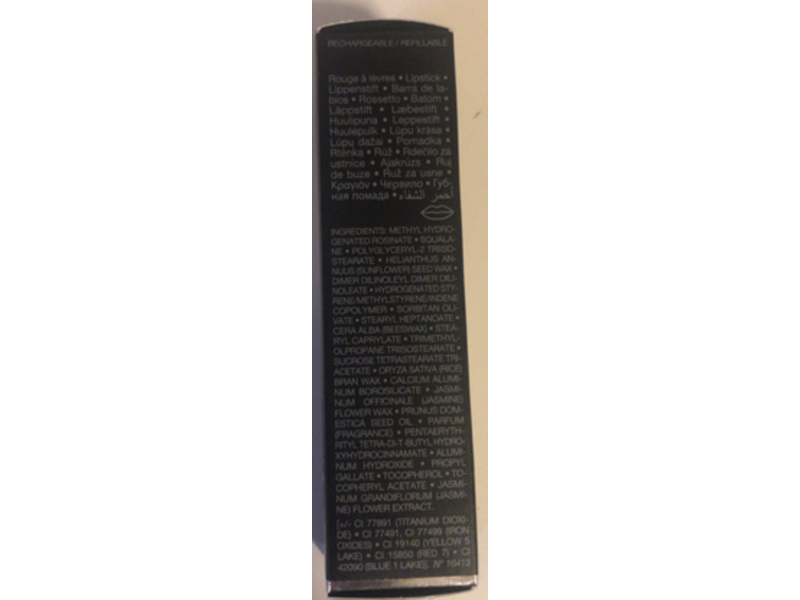 RECHARGEABLE / REFILLABLE
Rouge à lèvres • Lipstick •
Lippenstift • Barra de la-
bios • Rossetto • Batom •
Läppstift • Læbestift •
Huulipuna • Leppestift •
Huulepulk • Lūpu krāsa •
Lūpų dažai • Pomadka •
Rtěnka • Rúž • Rdečilo za
ustnice • Ajakrúzs • Ruj
de buze • Ruž za usne •
Κραγιόν • Червило • Губ-
ная помада • أحمر الشفاه
INGREDIENTS: METHYL HYDRO-
GENATED ROSINATE • SQUALA-
NE • POLYGLYCERYL-2 TRIISO-
STEARATE • HELIANTHUS AN-
NUUS (SUNFLOWER) SEED WAX •
DIMER DILINOLEYL DIMER DILI-
NOLEATE • HYDROGENATED STY-
RENE/METHYLSTYRENE/INDENE
COPOLYMER • SORBITAN OLI-
VATE • STEARYL HEPTANOATE •
CERA ALBA (BEESWAX) • STEA-
RYL CAPRYLATE • TRIMETHYL-
OLPROPANE TRIISOSTEARATE •
SUCROSE TETRASTEARATE TRI-
ACETATE • ORYZA SATIVA (RICE)
BRAN WAX • CALCIUM ALUMI-
NUM BOROSILICATE • JASMI-
NUM OFFICINALE (JASMINE)
FLOWER WAX • PRUNUS DOM-
ESTICA SEED OIL • PARFUM
(FRAGRANCE) • PENTAERYTH-
RITYL TETRA-DI-T-BUTYL HYDRO-
XYHYDROCINNAMATE • ALUMI-
NUM HYDROXIDE • PROPYL
GALLATE • TOCOPHEROL • TO-
COPHERYL ACETATE • JASMI-
NUM GRANDIFLORUM (JASMI-
NE) FLOWER EXTRACT.
[+/- CI 77891 (TITANIUM DIOXI-
DE) • CI 77491, CI 77499 (IRON
OXIDES) • CI 19140 (YELLOW 5
LAKE) • CI 15850 (RED 7) • CI
42090 (BLUE 1 LAKE)]. N° 16413